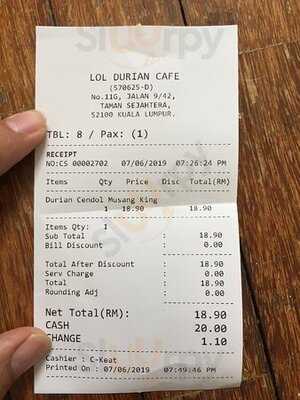 Sluurpy
LOL DURIAN CAFE
(570625-D)
No.11G, JALAN 9/42,
TAMAN SEJAHTERA,
52100 KUALA LUMPUR.
TBL: 8 / Pax: (1)
RECEIPT
NO:CS 00002702 07/06/2019 07:26:24 PM
Items Qty Price Disc Total(RM)
Durian Cendol Musang King
1 18.90 18.90
Items Qty: 1
Sub Total : 18.90
Bill Discount : 0.00
Total After Discount : 18.90
Serv Charge : 0.00
Total : 18.90
Rounding Adj : 0.00
Net Total(RM): 18.90
CASH 20.00
CHANGE 1.10
Cashier : C-Keat
Printed On : 07/06/2019 07:49:46 PM